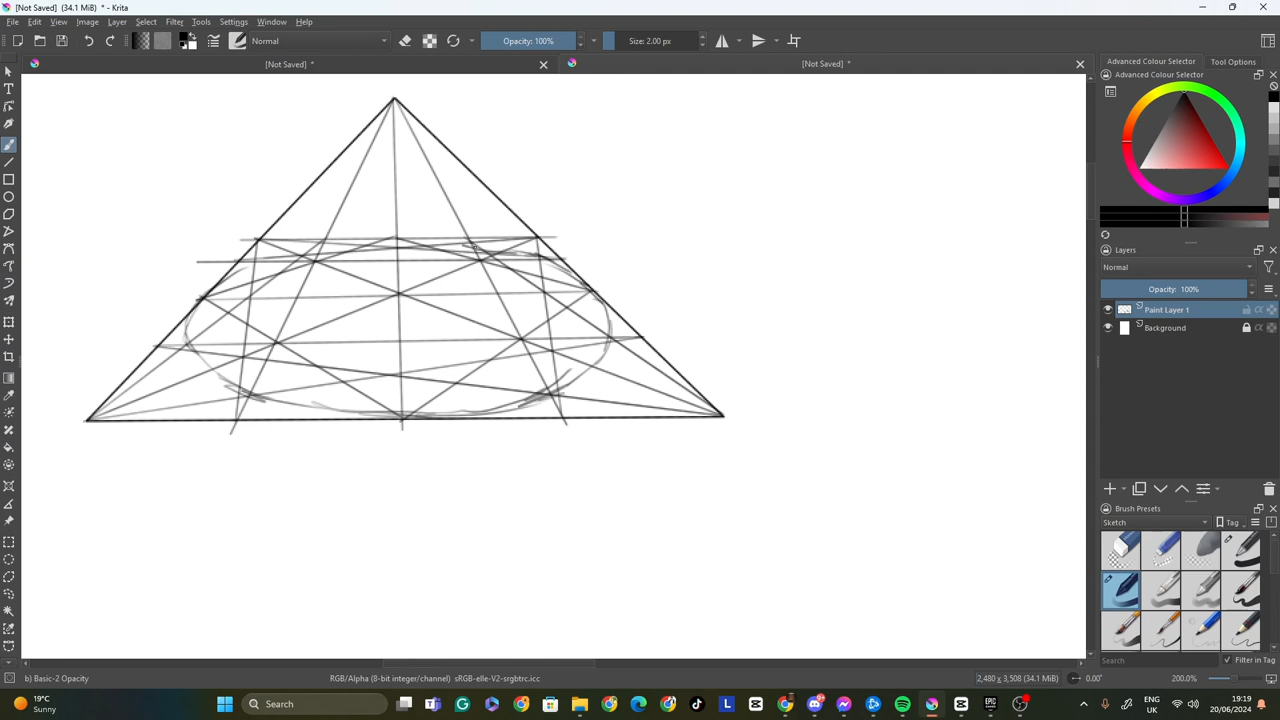 [Not Saved] (34.1 MiB) * - Krita
File Edit View Image Layer Select Filter Tools Settings Window Help
Normal
Opacity: 100%
Size: 2.00 px
[Not Saved] *
[Not Saved] *
Advanced Colour Selector
Tool Options
Advanced Colour Selector
Layers
Normal
Opacity: 100%
Paint Layer 1
Background
Brush Presets
Sketch
Tag
Search
Filter in Tag
b) Basic-2 Opacity
RGB/Alpha (8-bit integer/channel) sRGB-elle-V2-srgbtrc.icc
2,480 x 3,508 (34.1 MiB)
0.00°
200.0%
19°C
Sunny
Search
ENG
UK
19:19
20/06/2024